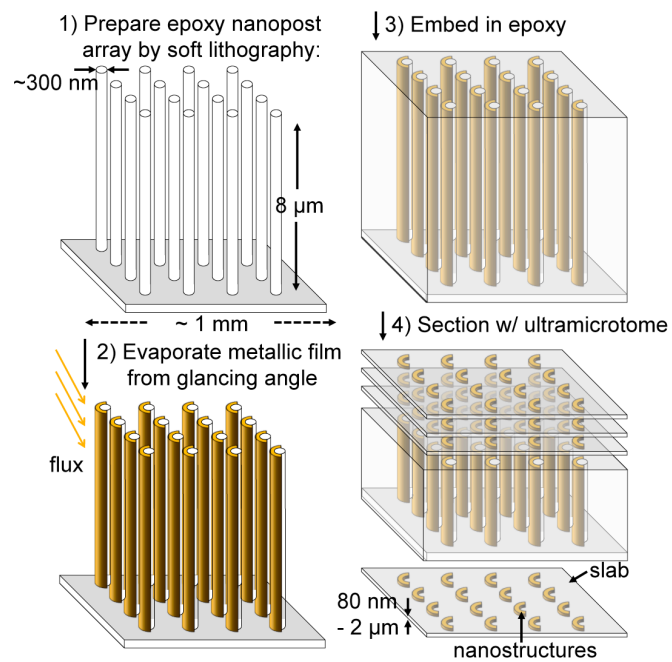 1) Prepare epoxy nanopost
array by soft lithography:
~300 nm
8 µm
~ 1 mm
2) Evaporate metallic film
from glancing angle
flux
3) Embed in epoxy
4) Section w/ ultramicrotome
slab
80 nm
- 2 µm
nanostructures